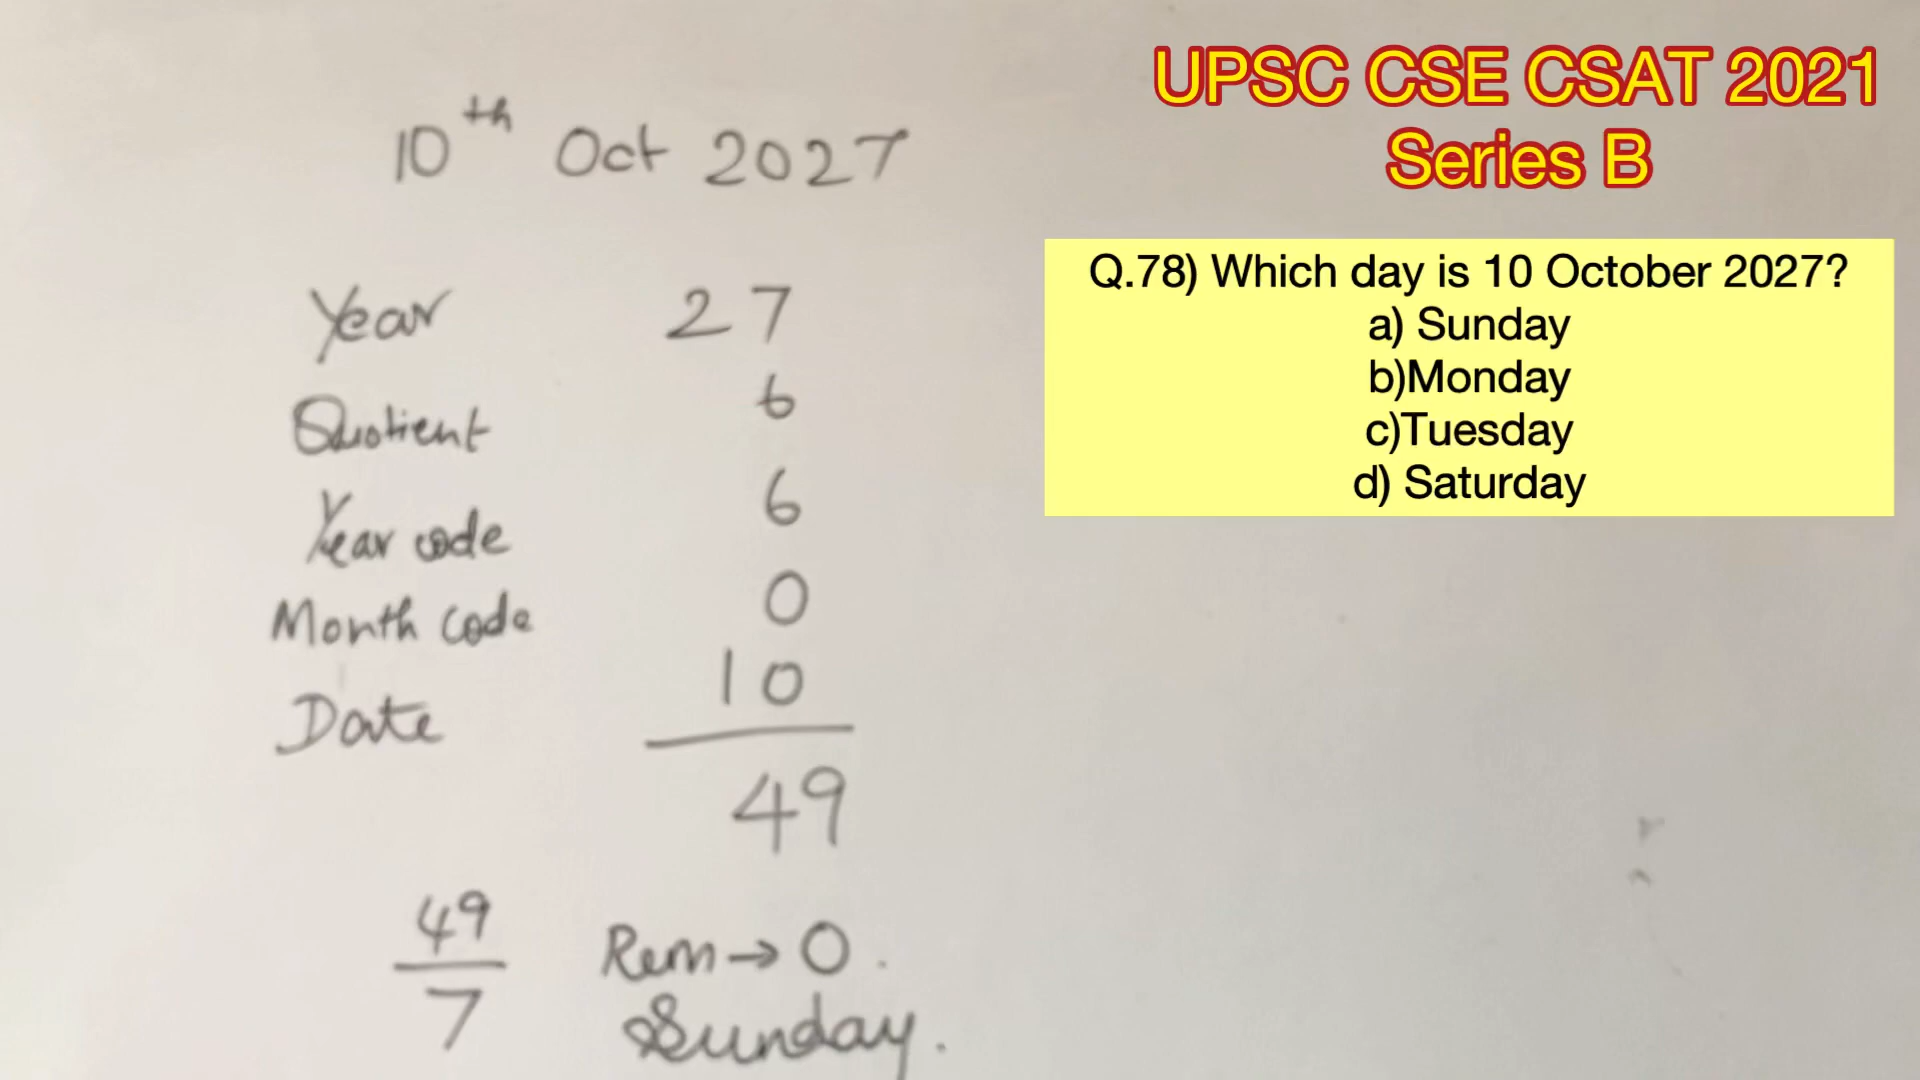 UPSC CSE CSAT 2021
Series B
10th Oct 2027
Q.78) Which day is 10 October 2027?
a) Sunday
b)Monday
c)Tuesday
d) Saturday
Year 27
Quotient 6
Year code 6
Month code 0
Date 10
49
49
7
Rem→ 0.
Sunday.